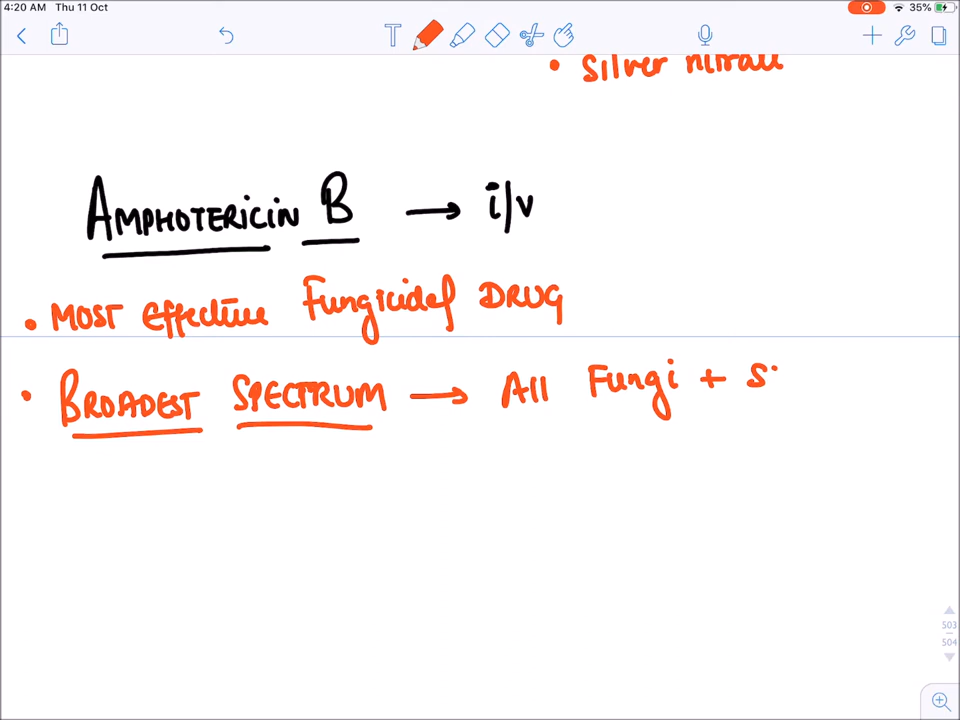 4:20 AM Thu 11 Oct 35%
T
• Silver nitrate
AMPHOTERICIN B → i/v
• MOST Effective Fungicidal DRUG
• BROADEST SPECTRUM → All Fungi + S
503
504